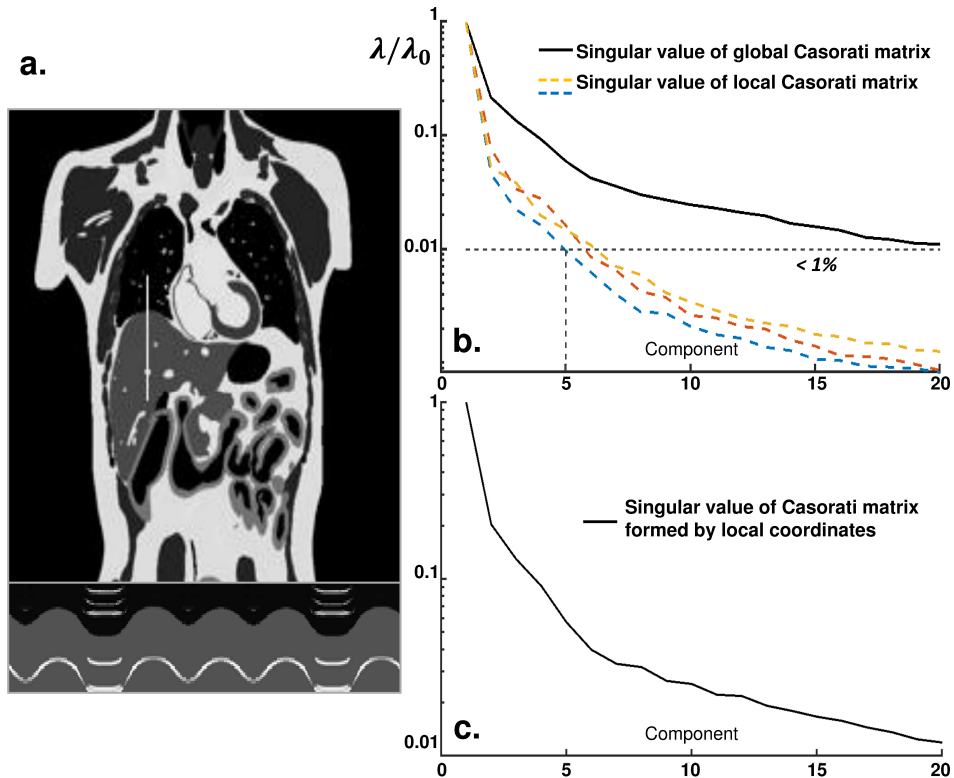 a.
λ/λ0
1
0.1
0.01
Singular value of global Casorati matrix
Singular value of local Casorati matrix
< 1%
b.
Component
0
5
10
15
20
1
0.1
0.01
Singular value of Casorati matrix
formed by local coordinates
c.
Component
0
5
10
15
20